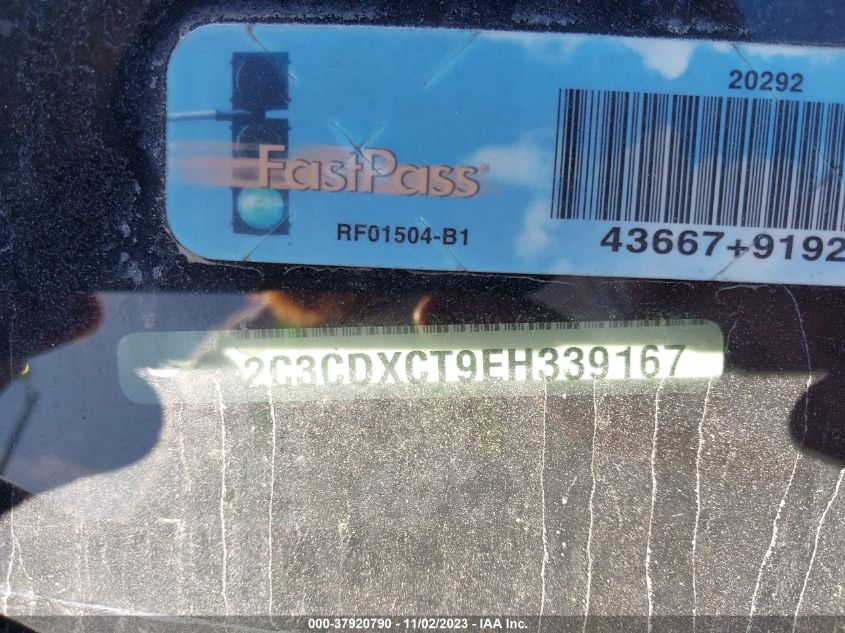 20292
FastPass®
RF01504-B1
43667+9192
2C3CDXCT9EH339167
000-37920790 - 11/02/2023 - IAA Inc.